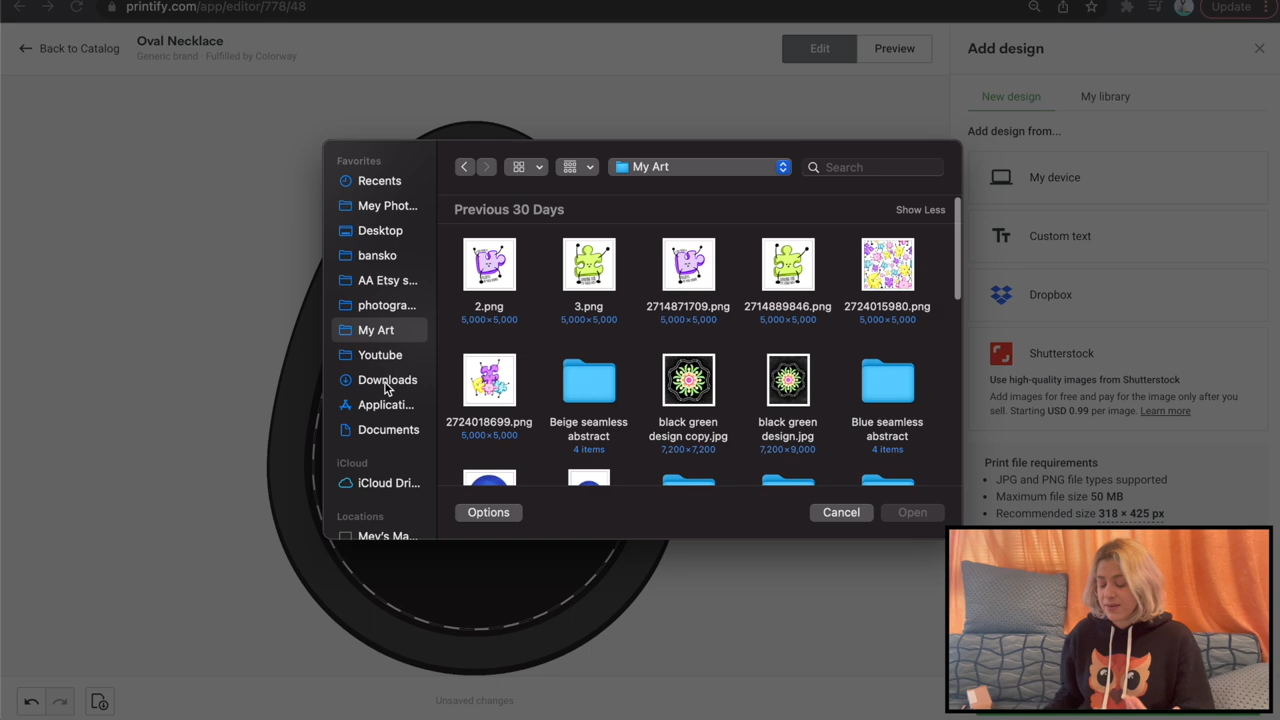 printify.com/app/editor/778/48
Update
Back to Catalog
Oval Necklace
Generic brand · Fulfilled by Colorway
Edit
Preview
Add design
New design
My library
Add design from...
My device
Custom text
Dropbox
Shutterstock
Use high-quality images from Shutterstock
Add images for free and pay for the image only after you
sell. Starting USD 0.99 per image. Learn more
Print file requirements
• JPG and PNG file types supported
• Maximum file size 50 MB
• Recommended size 318 × 425 px
Favorites
Recents
Mey Phot...
Desktop
bansko
AA Etsy s...
photogra...
My Art
Youtube
Downloads
Applicati...
Documents
iCloud
iCloud Dri...
Locations
Mey's Ma...
My Art
Search
Previous 30 Days
Show Less
2.png
5,000×5,000
3.png
5,000×5,000
2714871709.png
5,000×5,000
2714889846.png
5,000×5,000
2724015980.png
5,000×5,000
2724018699.png
5,000×5,000
Beige seamless
abstract
4 items
black green
design copy.jpg
7,200×7,200
black green
design.jpg
7,200×9,000
Blue seamless
abstract
4 items
Options
Cancel
Open
Unsaved changes